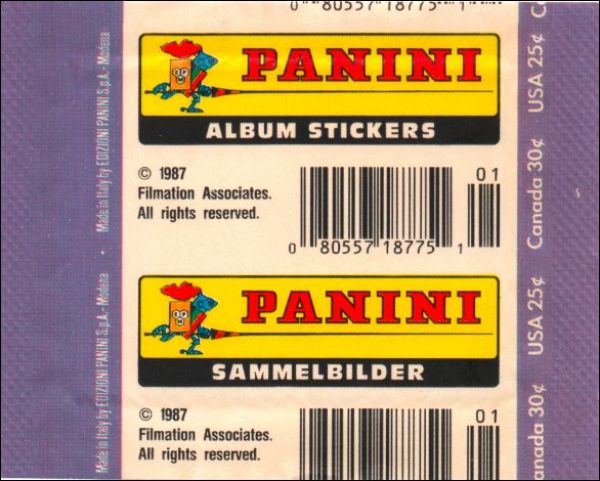 0 80557 18775 1
PANINI
ALBUM STICKERS
© 1987
Filmation Associates.
All rights reserved.
01
0 80557 18775 1
PANINI
SAMMELBILDER
© 1987
Filmation Associates.
All rights reserved.
01
Made in Italy by EDIZIONI PANINI S.p.A. - Modena
Made in Italy by EDIZIONI PANINI S.p.A. - Modena
anada 30¢ USA 25¢ Canada 30¢ USA 25¢ C